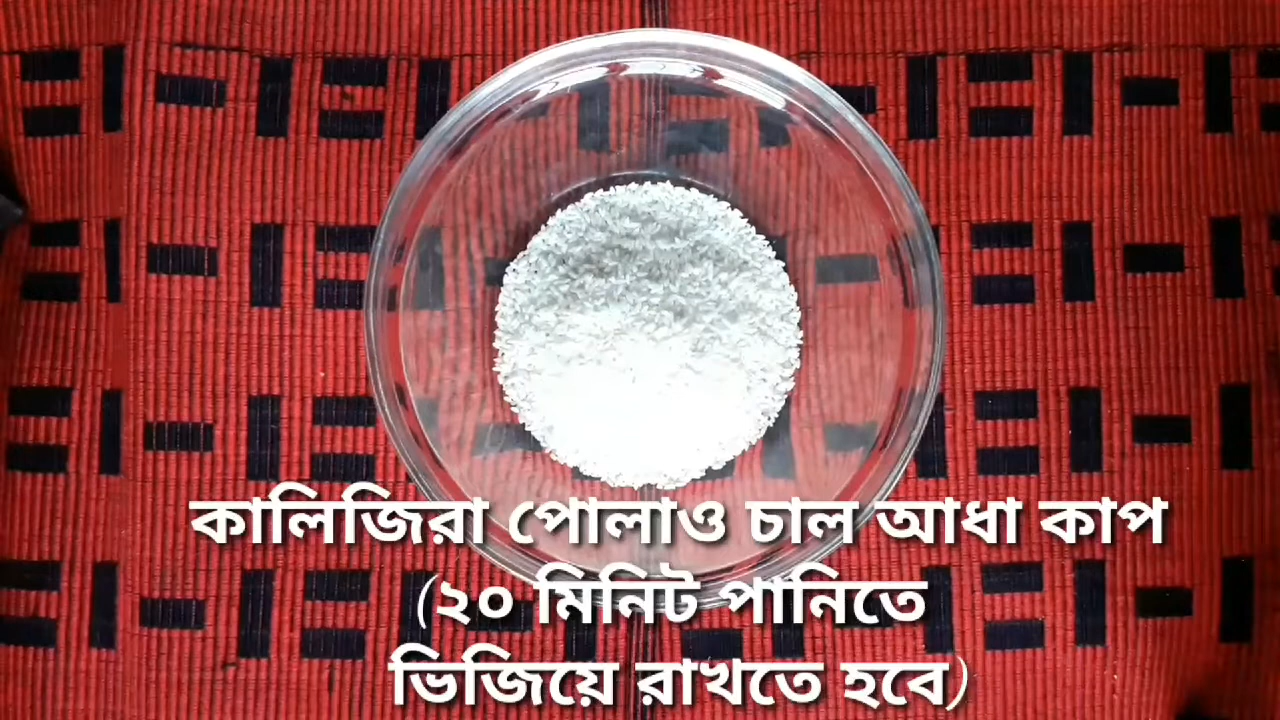 কালিজিরা পোলাও চাল আধা কাপ
(২০ মিনিট পানিতে
ভিজিয়ে রাখতে হবে)